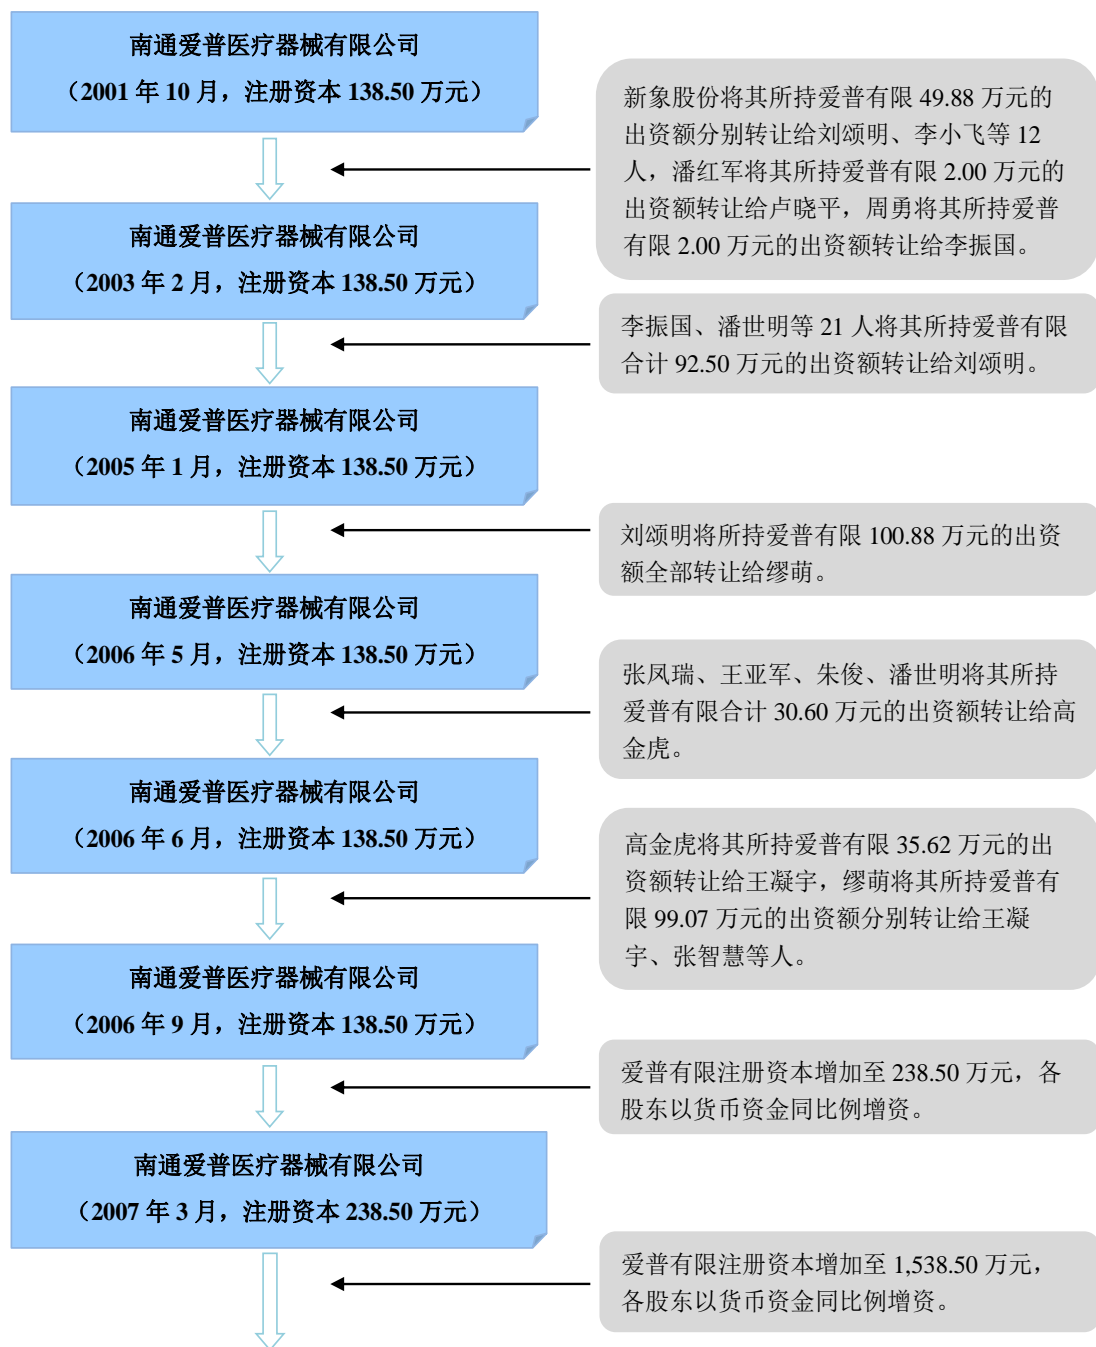 南通爱普医疗器械有限公司
（2001 年 10 月，注册资本 138.50 万元）
新象股份将其所持爱普有限 49.88 万元的
出资额分别转让给刘颂明、李小飞等 12
人，潘红军将其所持爱普有限 2.00 万元的
出资额转让给卢晓平，周勇将其所持爱普
有限 2.00 万元的出资额转让给李振国。
南通爱普医疗器械有限公司
（2003 年 2 月，注册资本 138.50 万元）
李振国、潘世明等 21 人将其所持爱普有限
合计 92.50 万元的出资额转让给刘颂明。
南通爱普医疗器械有限公司
（2005 年 1 月，注册资本 138.50 万元）
刘颂明将所持爱普有限 100.88 万元的出资
额全部转让给缪萌。
南通爱普医疗器械有限公司
（2006 年 5 月，注册资本 138.50 万元）
张凤瑞、王亚军、朱俊、潘世明将其所持
爱普有限合计 30.60 万元的出资额转让给高
金虎。
南通爱普医疗器械有限公司
（2006 年 6 月，注册资本 138.50 万元）
高金虎将其所持爱普有限 35.62 万元的出
资额转让给王凝宇，缪萌将其所持爱普有
限 99.07 万元的出资额分别转让给王凝
宇、张智慧等人。
南通爱普医疗器械有限公司
（2006 年 9 月，注册资本 138.50 万元）
爱普有限注册资本增加至 238.50 万元，各
股东以货币资金同比例增资。
南通爱普医疗器械有限公司
（2007 年 3 月，注册资本 238.50 万元）
爱普有限注册资本增加至 1,538.50 万元，
各股东以货币资金同比例增资。